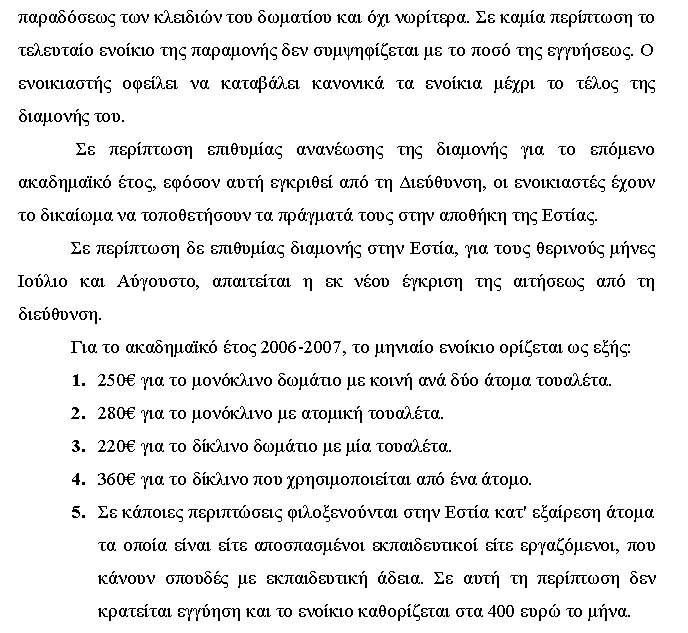 παραδόσεως των κλειδιών του δωματίου και όχι νωρίτερα. Σε καμία περίπτωση το
τελευταίο ενοίκιο της παραμονής δεν συμψηφίζεται με το ποσό της εγγυήσεως. Ο
ενοικιαστής οφείλει να καταβάλει κανονικά τα ενοίκια μέχρι το τέλος της
διαμονής του.
Σε περίπτωση επιθυμίας ανανέωσης της διαμονής για το επόμενο
ακαδημαϊκό έτος, εφόσον αυτή εγκριθεί από τη Διεύθυνση, οι ενοικιαστές έχουν
το δικαίωμα να τοποθετήσουν τα πράγματά τους στην αποθήκη της Εστίας.
Σε περίπτωση δε επιθυμίας διαμονής στην Εστία, για τους θερινούς μήνες
Ιούλιο και Αύγουστο, απαιτείται η εκ νέου έγκριση της αιτήσεως από τη
διεύθυνση.
Για το ακαδημαϊκό έτος 2006-2007, το μηνιαίο ενοίκιο ορίζεται ως εξής:
1. 250€ για το μονόκλινο δωμάτιο με κοινή ανά δύο άτομα τουαλέτα.
2. 280€ για το μονόκλινο με ατομική τουαλέτα.
3. 220€ για το δίκλινο δωμάτιο με μία τουαλέτα.
4. 360€ για το δίκλινο που χρησιμοποιείται από ένα άτομο.
5. Σε κάποιες περιπτώσεις φιλοξενούνται στην Εστία κατ' εξαίρεση άτομα
τα οποία είναι είτε αποσπασμένοι εκπαιδευτικοί είτε εργαζόμενοι, που
κάνουν σπουδές με εκπαιδευτική άδεια. Σε αυτή τη περίπτωση δεν
κρατείται εγγύηση και το ενοίκιο καθορίζεται στα 400 ευρώ το μήνα.